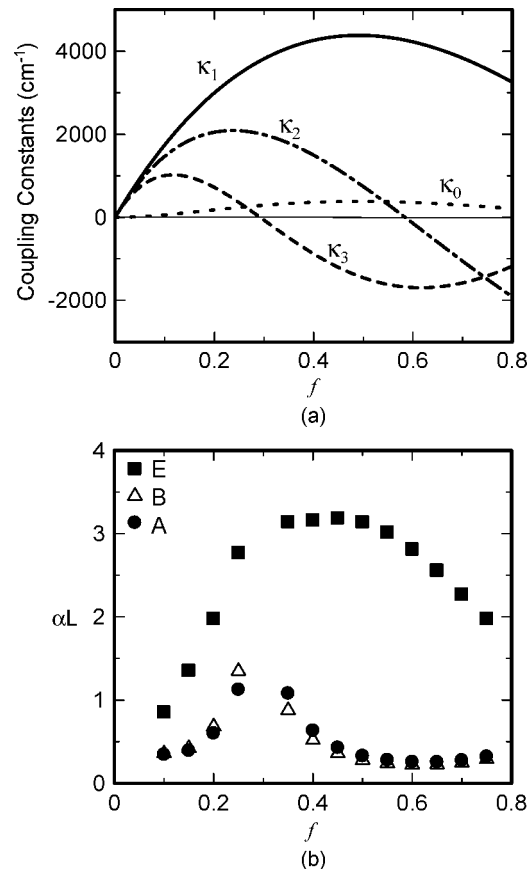 4000
2000
0
-2000
Coupling Constants (cm⁻¹)
κ₁
κ₂
κ₀
κ₃
0 0.2 0.4 0.6 0.8
f
(a)
4
3
2
1
0
αL
E
B
A
0 0.2 0.4 0.6 0.8
f
(b)